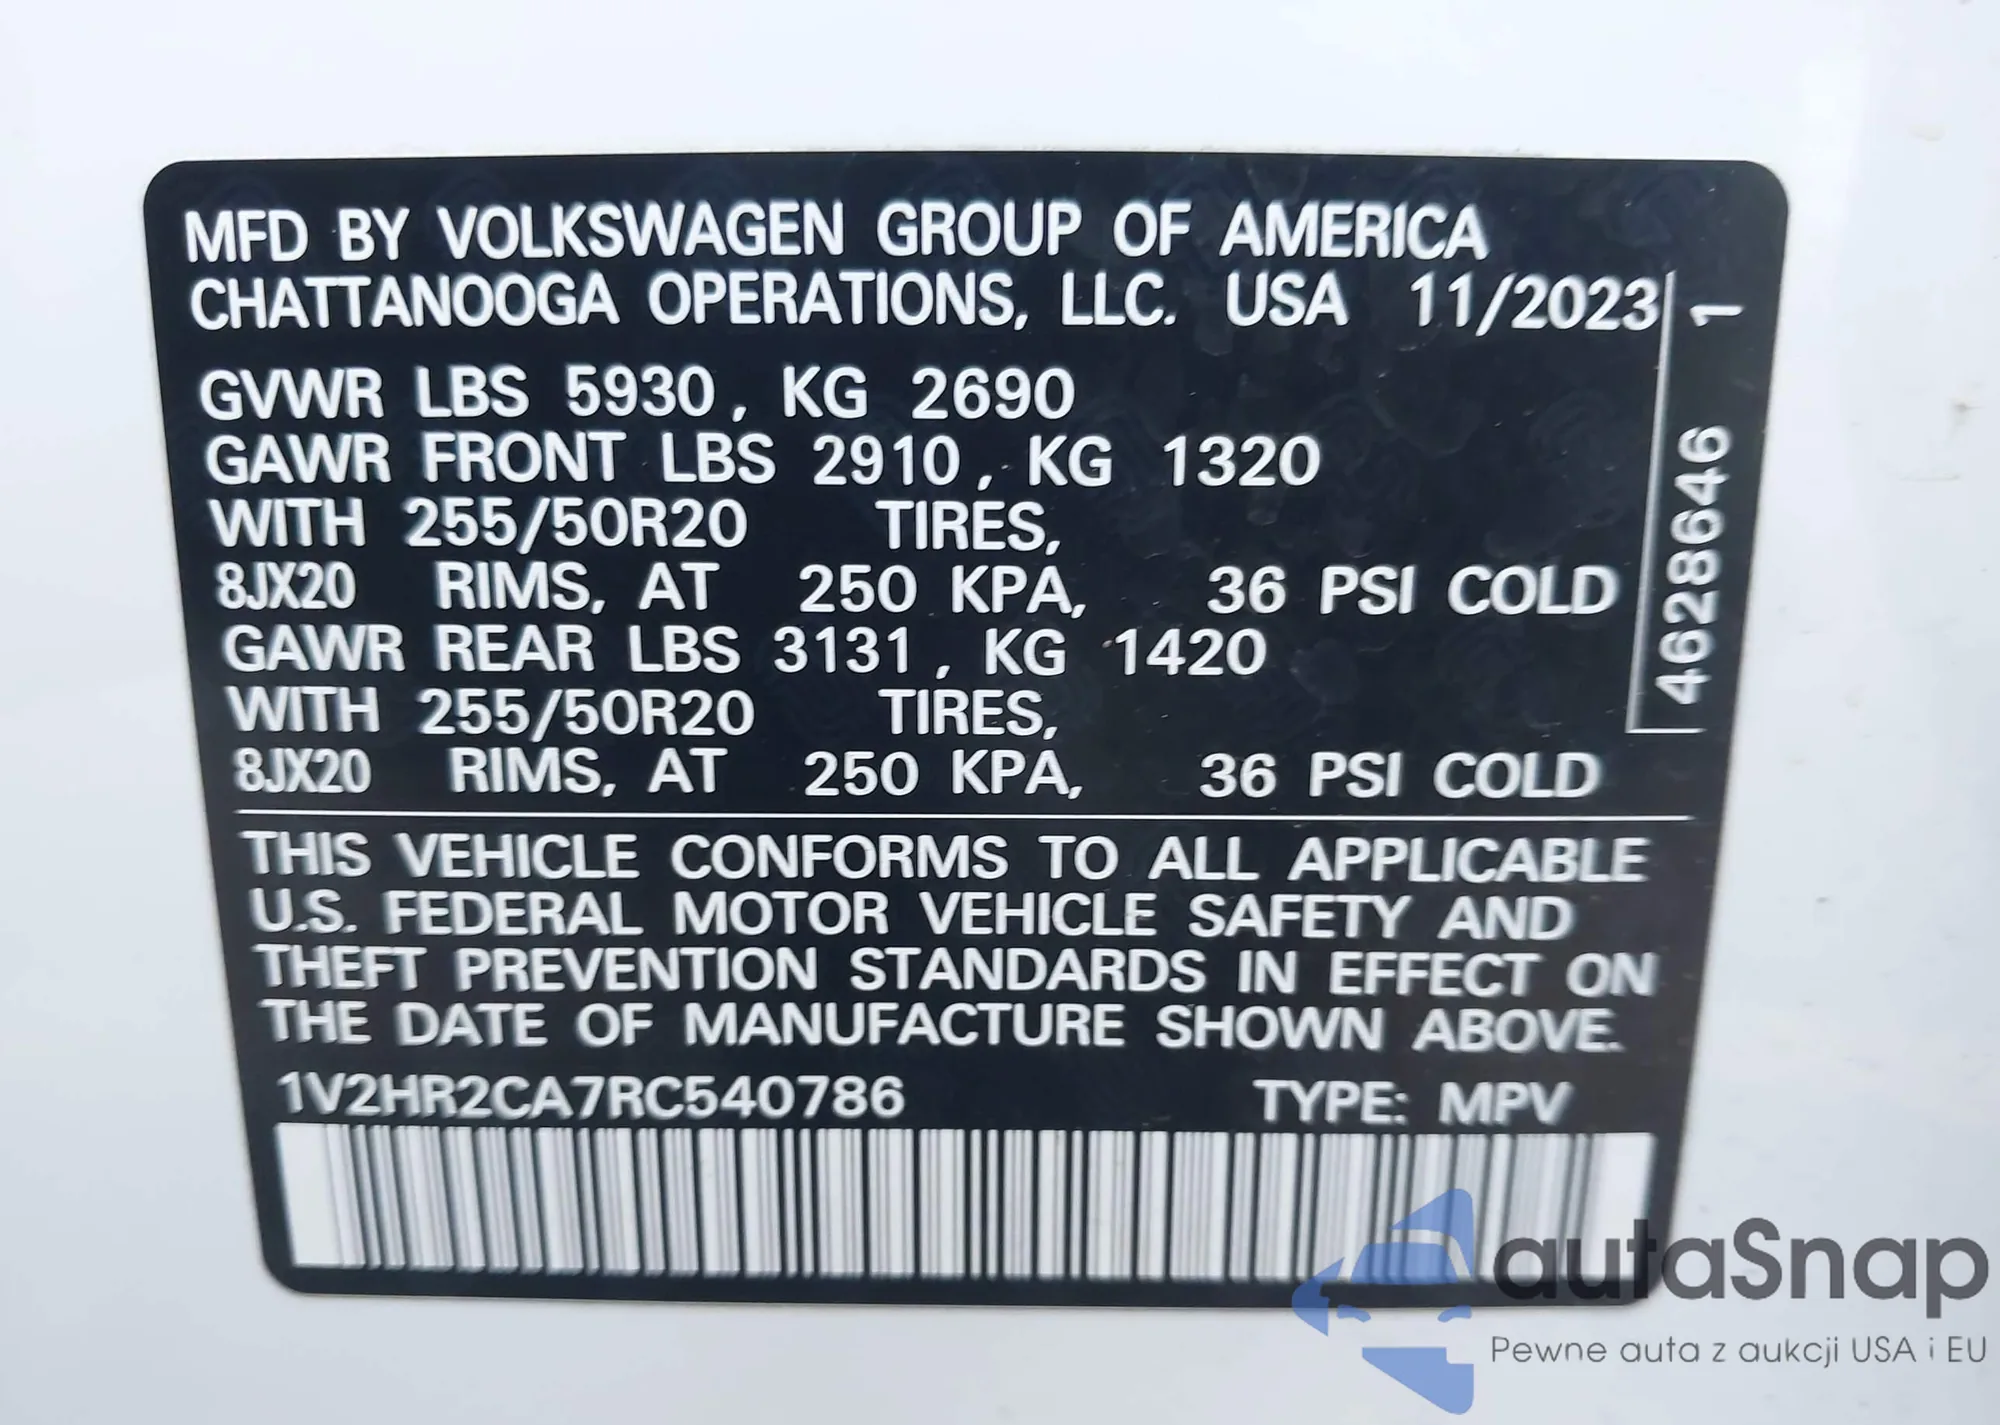 MFD BY VOLKSWAGEN GROUP OF AMERICA
CHATTANOOGA OPERATIONS, LLC. USA 11/2023
GVWR LBS 5930, KG 2690
GAWR FRONT LBS 2910, KG 1320
WITH 255/50R20 TIRES,
8JX20 RIMS, AT 250 KPA, 36 PSI COLD
GAWR REAR LBS 3131, KG 1420
WITH 255/50R20 TIRES,
8JX20 RIMS, AT 250 KPA, 36 PSI COLD
4628646 1
THIS VEHICLE CONFORMS TO ALL APPLICABLE
U.S. FEDERAL MOTOR VEHICLE SAFETY AND
THEFT PREVENTION STANDARDS IN EFFECT ON
THE DATE OF MANUFACTURE SHOWN ABOVE.
1V2HR2CA7RC540786 TYPE: MPV
autaSnap
Pewne auta z aukcji USA i EU